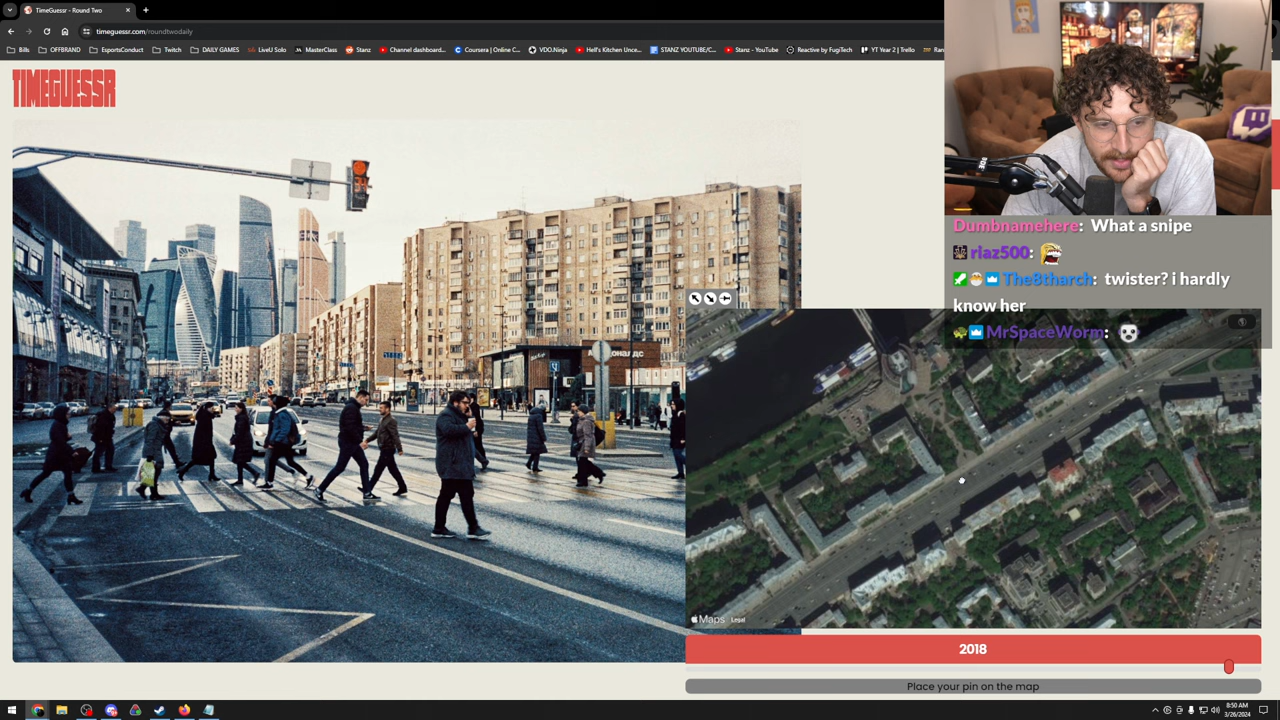 TimeGuessr - Round Two
timeguessr.com/roundtwodaily
Bills
OFFBRAND
EsportsConduct
Twitch
DAILY GAMES
LiveU Solo
MasterClass
Stanz
Channel dashboard...
Coursera | Online C...
VDO.Ninja
Hell's Kitchen Unce...
STANZ YOUTUBE/C...
Stanz - YouTube
Reactive by FugiTech
YT Year 2 | Trello
Ran
TIMEGUESSR
Dumbnamehere: What a snipe
riaz500:
The8tharch: twister? i hardly
know her
MrSpaceWorm:
Maps
Legal
2018
Place your pin on the map
8:50 AM
3/26/2024